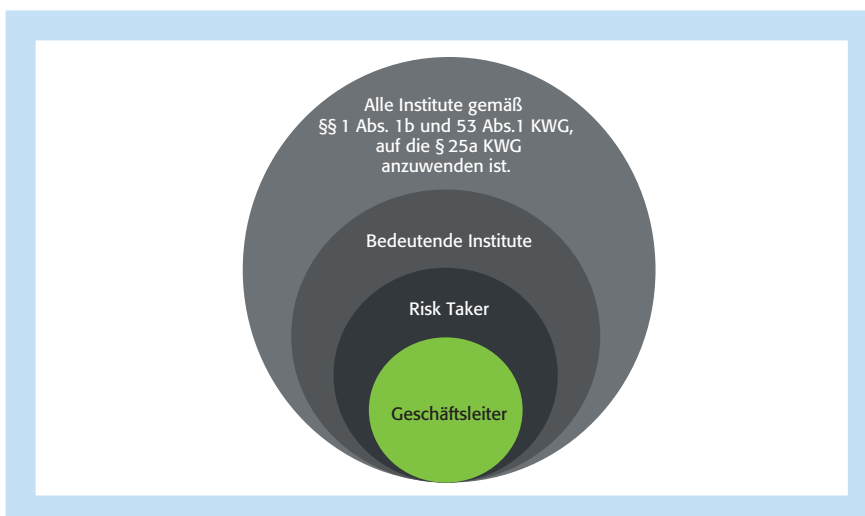 Alle Institute gemäß
§§ 1 Abs. 1b und 53 Abs.1 KWG,
auf die § 25a KWG
anzuwenden ist.
Bedeutende Institute
Risk Taker
Geschäftsleiter